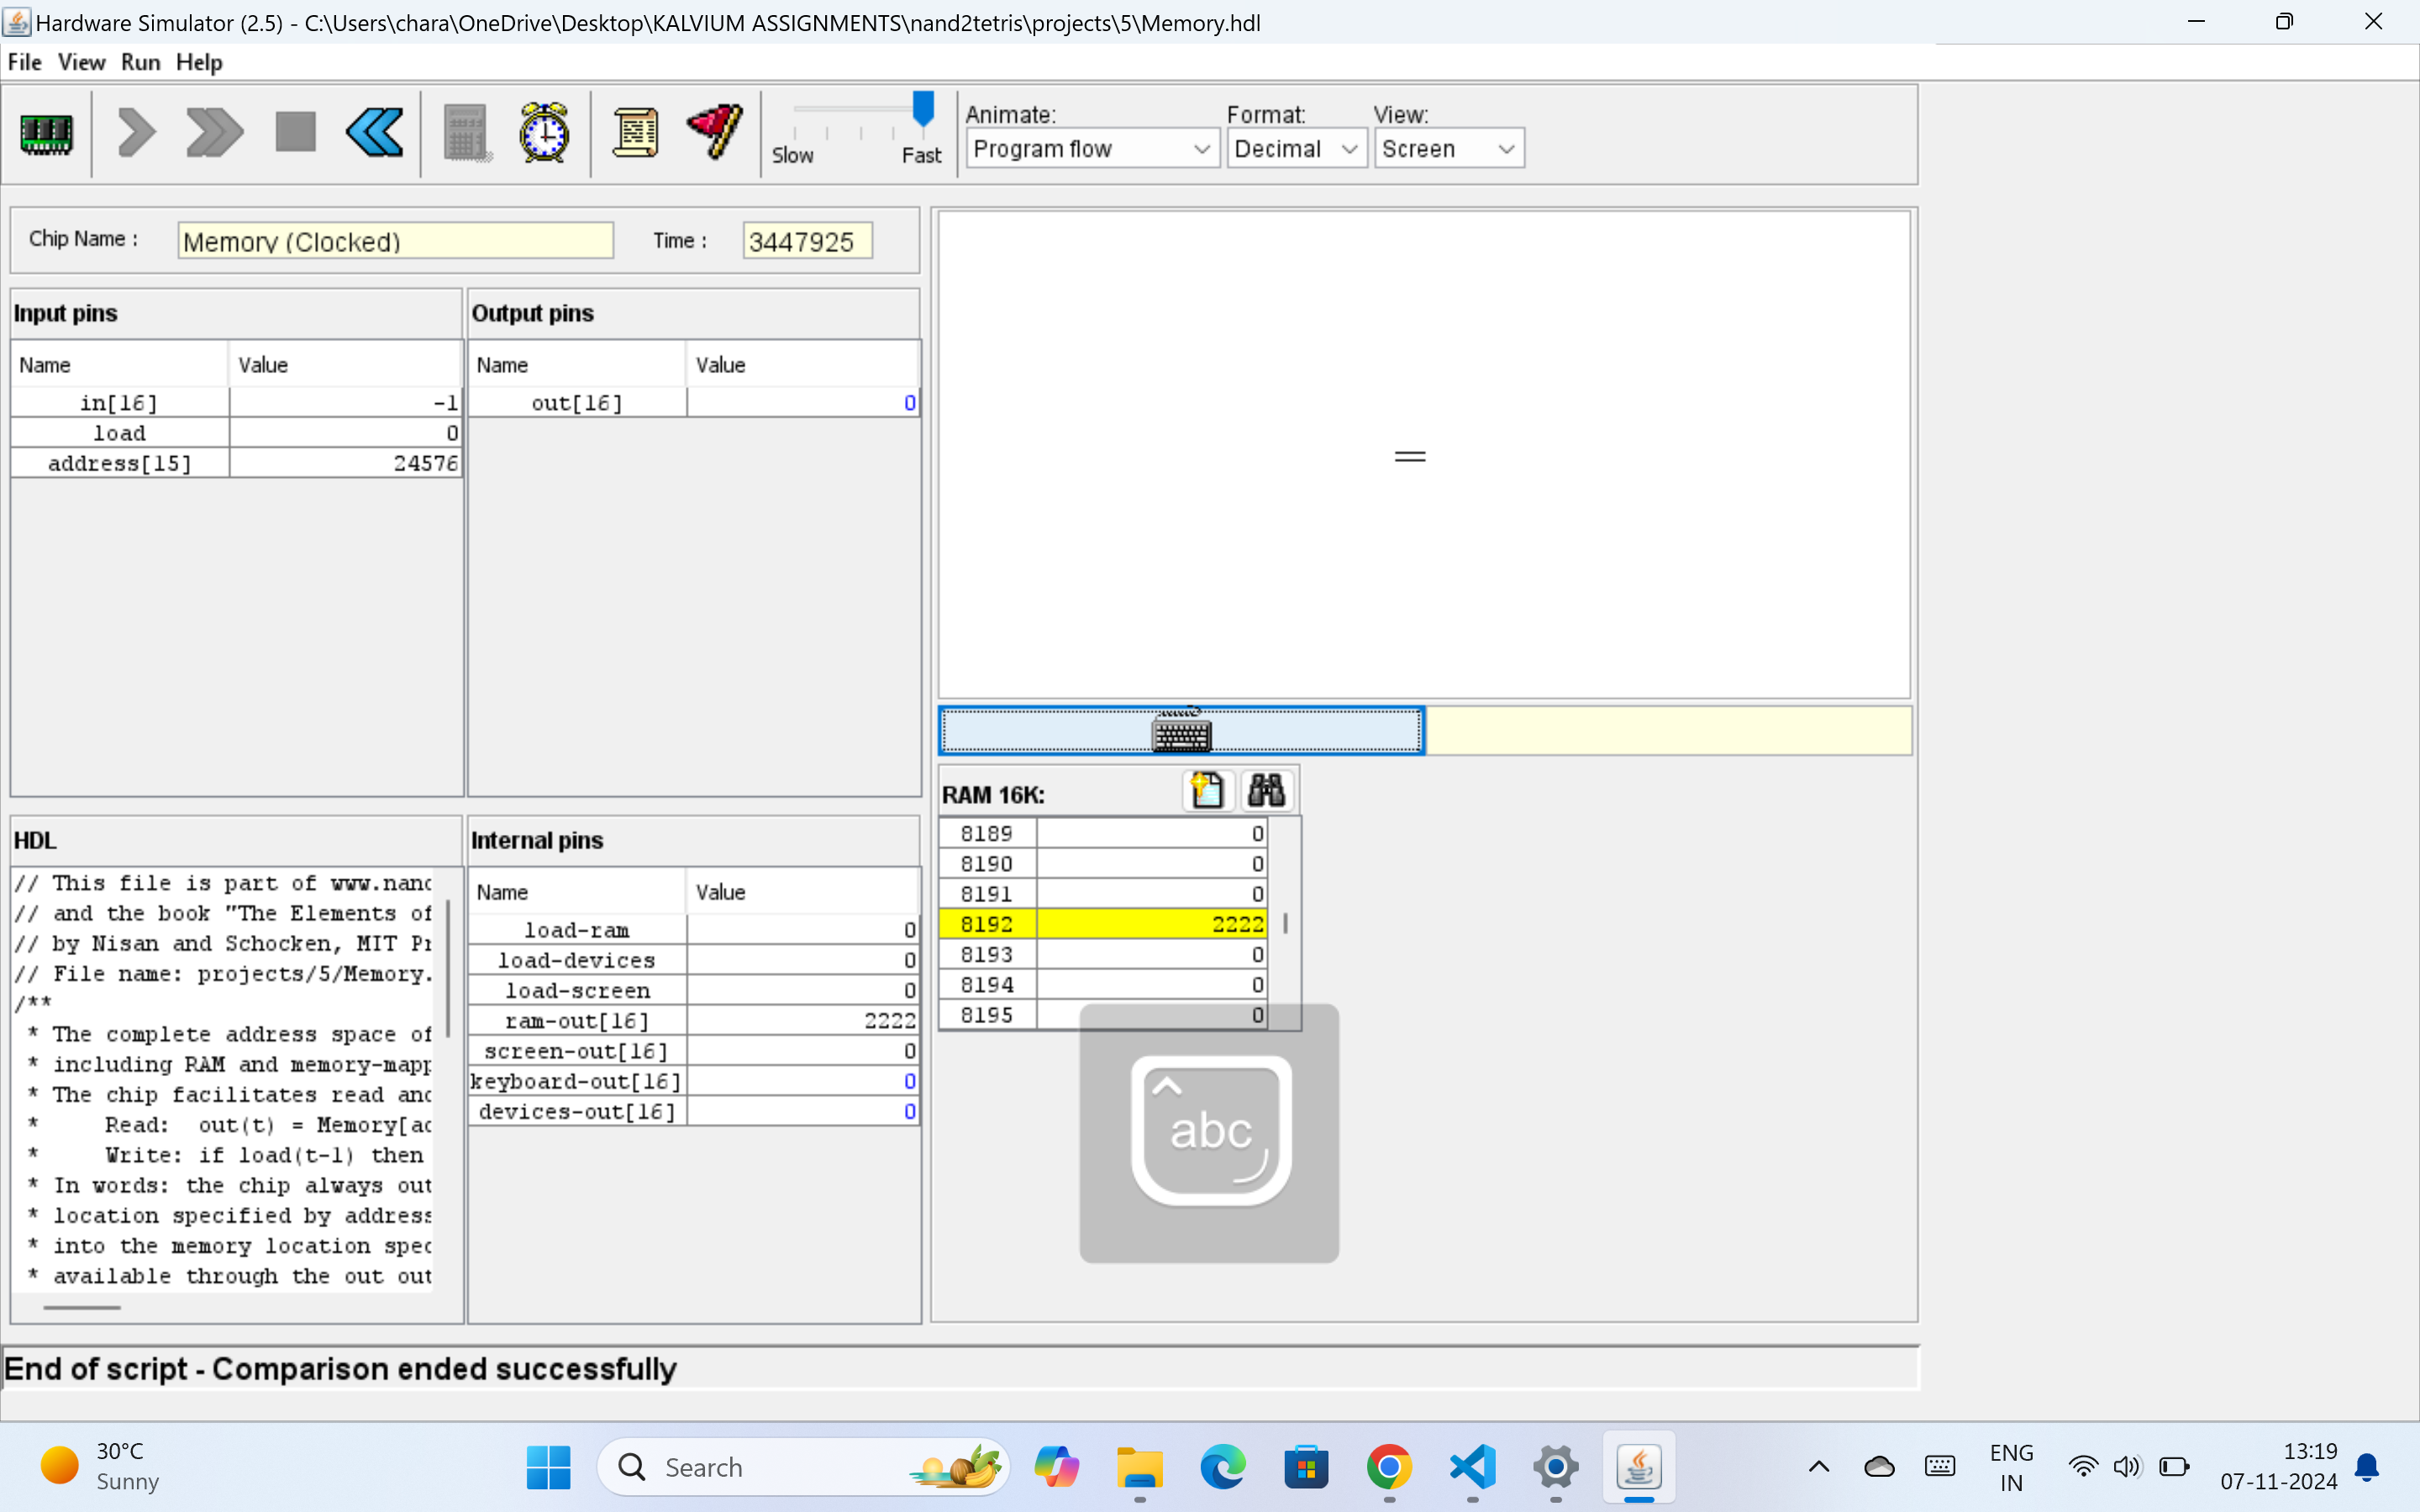 Hardware Simulator (2.5) - C:\Users\chara\OneDrive\Desktop\KALVIUM ASSIGNMENTS\nand2tetris\projects\5\Memory.hdl
File View Run Help
Slow Fast
Animate: Format: View:
Program flow Decimal Screen
Chip Name : Memory (Clocked) Time : 3447925
Input pins
Name Value
in[16] -1
load 0
address[15] 24576
Output pins
Name Value
out[16] 0
HDL
// This file is part of www.nand
// and the book "The Elements of
// by Nisan and Schocken, MIT Pr
// File name: projects/5/Memory.
/**
* The complete address space of
* including RAM and memory-mapp
* The chip facilitates read and
* Read: out(t) = Memory[ad
* Write: if load(t-1) then
* In words: the chip always out
* location specified by address
* into the memory location spec
* available through the out out
Internal pins
Name Value
load-ram 0
load-devices 0
load-screen 0
ram-out[16] 2222
screen-out[16] 0
keyboard-out[16] 0
devices-out[16] 0
RAM 16K:
8189 0
8190 0
8191 0
8192 2222
8193 0
8194 0
8195 0
abc
End of script - Comparison ended successfully
30°C
Sunny
Search
ENG
IN
13:19
07-11-2024